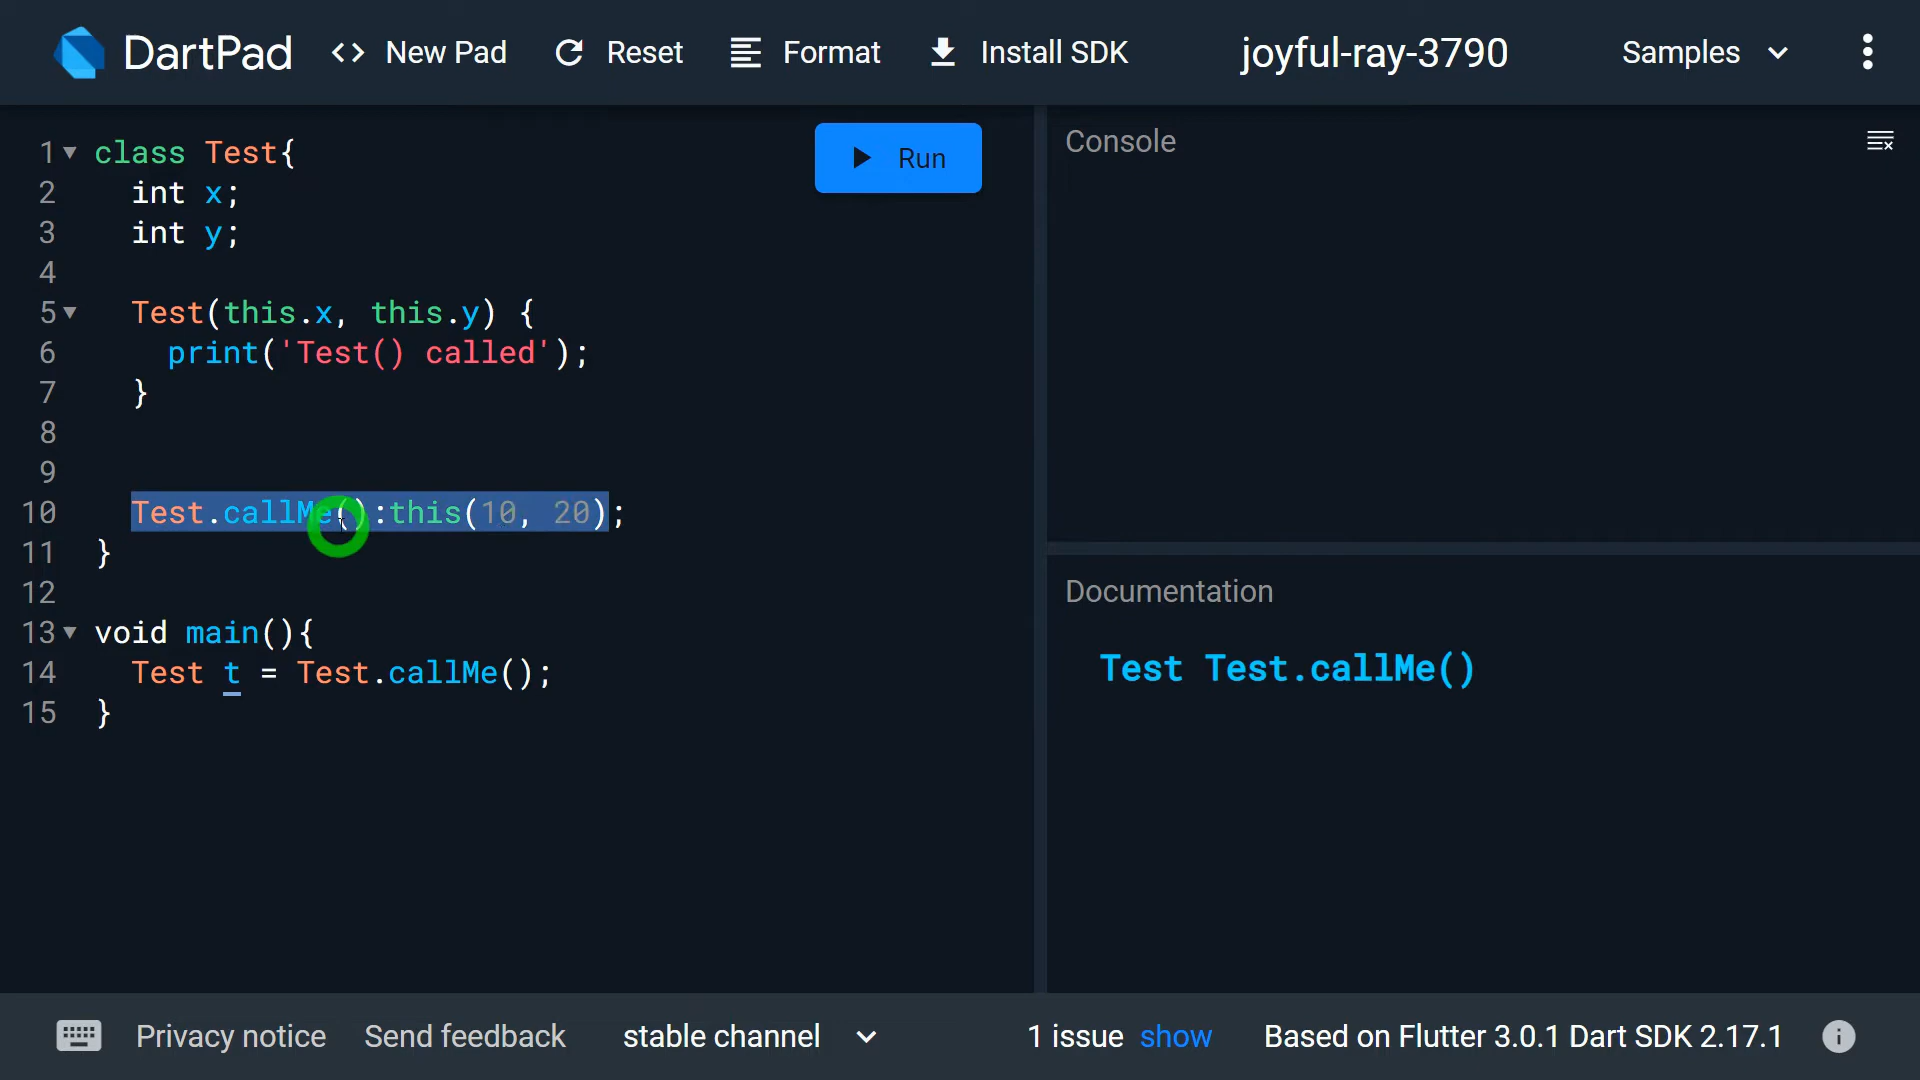 DartPad <> New Pad Reset Format Install SDK joyful-ray-3790 Samples
1 class Test{
2 int x;
3 int y;
4
5 Test(this.x, this.y) {
6 print('Test() called');
7 }
8
9
10 Test.callMe():this(10, 20);
11 }
12
13 void main(){
14 Test t = Test.callMe();
15 }
Run
Console
Documentation
Test Test.callMe()
Privacy notice Send feedback stable channel 1 issue show Based on Flutter 3.0.1 Dart SDK 2.17.1